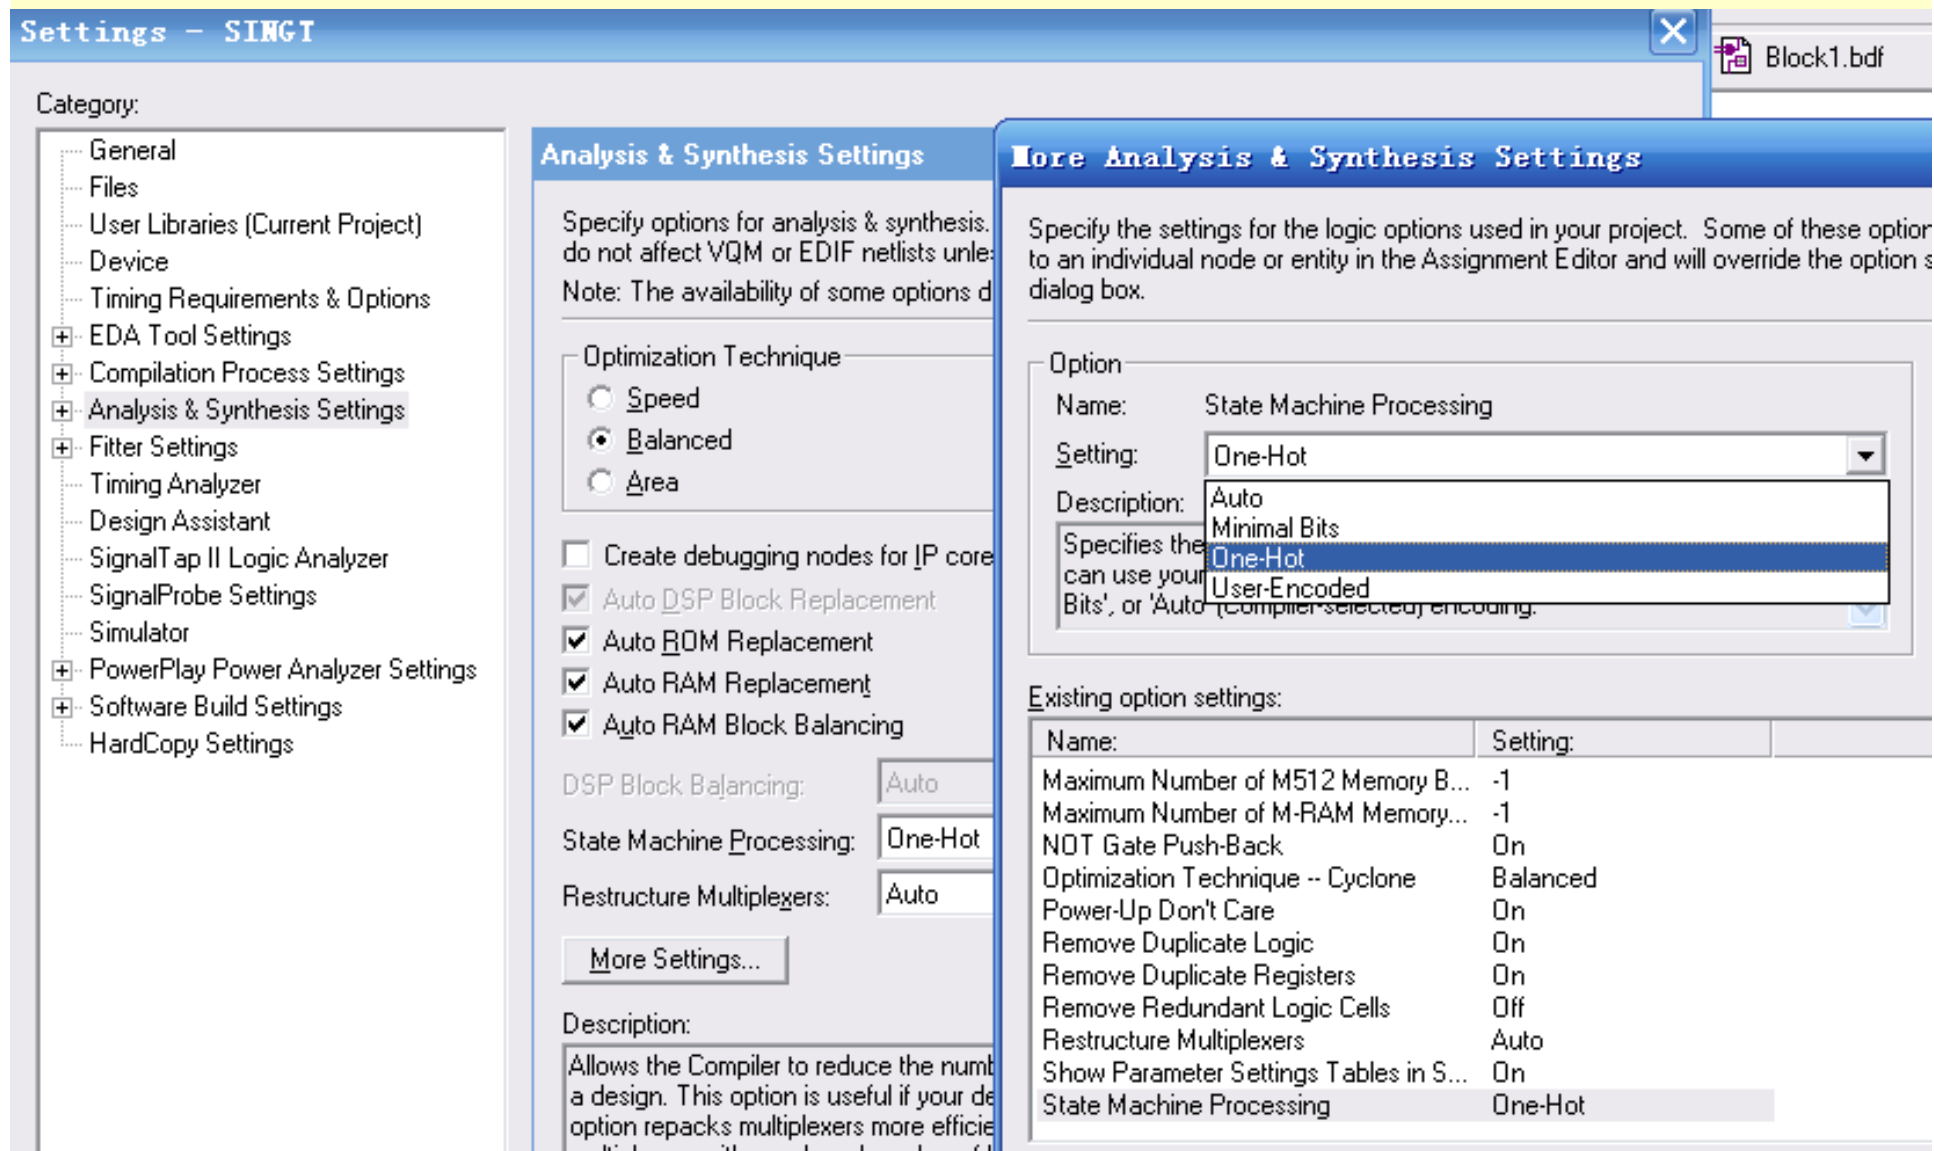 Settings - SINGT
Block1.bdf
Category:
General
Files
User Libraries (Current Project)
Device
Timing Requirements & Options
EDA Tool Settings
Compilation Process Settings
Analysis & Synthesis Settings
Fitter Settings
Timing Analyzer
Design Assistant
SignalTap II Logic Analyzer
SignalProbe Settings
Simulator
PowerPlay Power Analyzer Settings
Software Build Settings
HardCopy Settings
Analysis & Synthesis Settings
Specify options for analysis & synthesis.
do not affect VQM or EDIF netlists
Note: The availability of some options
Optimization Technique
Speed
Balanced
Area
Create debugging nodes for IP core
Auto DSP Block Replacement
Auto ROM Replacement
Auto RAM Replacement
Auto RAM Block Balancing
DSP Block Balancing: Auto
State Machine Processing: One-Hot
Restructure Multiplexers: Auto
More Settings...
Description:
Allows the Compiler to reduce the
a design. This option is useful if your
option repacks multiplexers more
More Analysis & Synthesis Settings
Specify the settings for the logic options used in your project. Some of these option
to an individual node or entity in the Assignment Editor and will override the option
dialog box.
Option
Name: State Machine Processing
Setting: One-Hot
Auto
Minimal Bits
One-Hot
User-Encoded
Description:
Specifies the
can use your
Bits', or 'Auto' (Compiler-selected) encoding.
Existing option settings:
Name: Setting:
Maximum Number of M512 Memory B... -1
Maximum Number of M-RAM Memory... -1
NOT Gate Push-Back On
Optimization Technique -- Cyclone Balanced
Power-Up Don't Care On
Remove Duplicate Logic On
Remove Duplicate Registers On
Remove Redundant Logic Cells Off
Restructure Multiplexers Auto
Show Parameter Settings Tables in S... On
State Machine Processing One-Hot